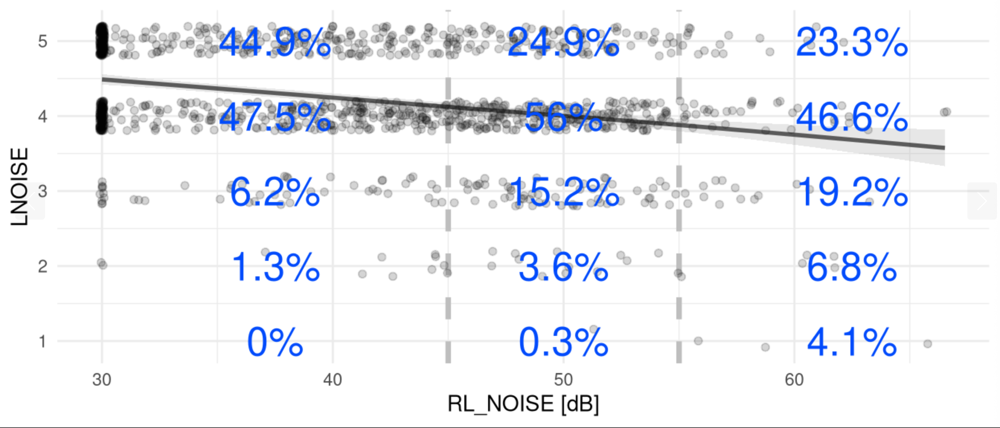 5 44.9% 24.9% 23.3%
4 47.5% 56% 46.6%
3 6.2% 15.2% 19.2%
2 1.3% 3.6% 6.8%
1 0% 0.3% 4.1%
LNOISE
30 40 50 60
RL_NOISE [dB]